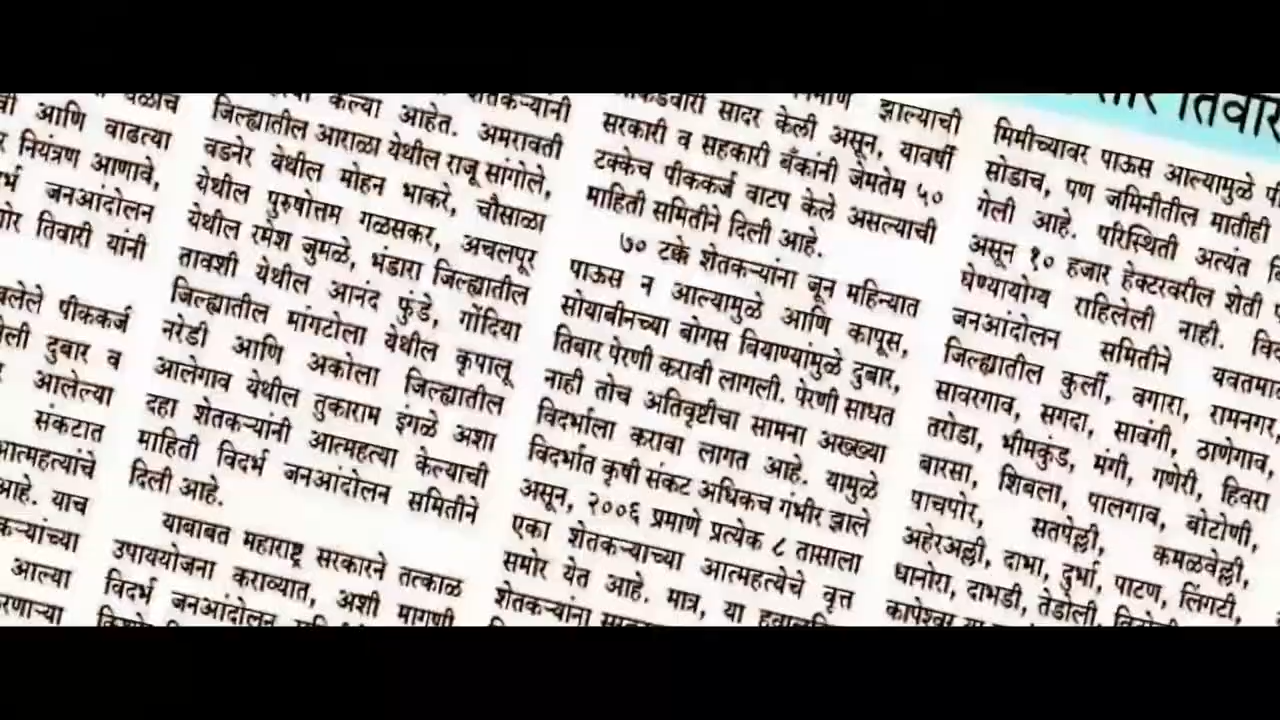 आणि वाढत्या
नियंत्रण आणावे,
जनआंदोलन
तिवारी यांनी
पीककर्ज
दुबार व
आलेल्या
संकटात
आहे. याच
आल्या
केल्या आहेत. अमरावती
जिल्ह्यातील आराळा येथील राजू सांगोले,
वडनेर येथील मोहन भाकरे, चौसाळा
येथील पुरुषोत्तम गळसकर, अचलपूर
येथील रमेश जुमळे, भंडारा जिल्ह्यातील
तावशी येथील आनंद फुंडे, गोंदिया
जिल्ह्यातील मांगटोला येथील कृपालू
नरेडी आणि अकोला जिल्ह्यातील
आलेगाव येथील तुकाराम इंगळे अशा
दहा शेतकऱ्यांनी आत्महत्या केल्याची
माहिती विदर्भ जनआंदोलन समितीने
दिली आहे.
याबाबत महाराष्ट्र सरकारने तत्काळ
उपाययोजना कराव्यात, अशी मागणी
विदर्भ जनआंदोलन
सादर केली असून, यावर्षी
सरकारी व सहकारी बँकांनी जेमतेम ५०
टक्केच पीककर्ज वाटप केले असल्याची
माहिती समितीने दिली आहे.
७० टक्के शेतकऱ्यांना जून महिन्यात
पाऊस न आल्यामुळे आणि कापूस,
सोयाबीनच्या बोगस बियाण्यांमुळे दुबार,
तिबार पेरणी करावी लागली. पेरणी साधत
नाही तोच अतिवृष्टीचा सामना अख्ख्या
विदर्भाला करावा लागत आहे. यामुळे
विदर्भात कृषी संकट अधिकच गंभीर झाले
असून, २००६ प्रमाणे प्रत्येक ८ तासाला
एका शेतकऱ्याच्या आत्महत्येचे वृत्त
समोर येत आहे. मात्र, या
शेतकऱ्यांना
मिमीच्यावर पाऊस आल्यामुळे
सोडाच, पण जमिनीतील मातीही
गेली आहे. परिस्थिती अत्यंत
असून १० हजार हेक्टरवरील शेती
घेण्यायोग्य राहिलेली नाही.
जनआंदोलन समितीने
जिल्ह्यातील कुर्ली, वगारा, रामनगर,
सावरगाव, सगदा, सावंगी, ठाणेगाव,
तरोडा, भीमकुंड, मंगी, गणेरी, हिवरा
बारसा, शिबला, पालगाव, बोटोणी,
पाचपोर, सतपेल्ली, कमळवेल्ली,
अहेरअल्ली, दाभा, दुर्भा, पाटण, लिंगटी,
धानोरा, दाभडी, तेडोली,